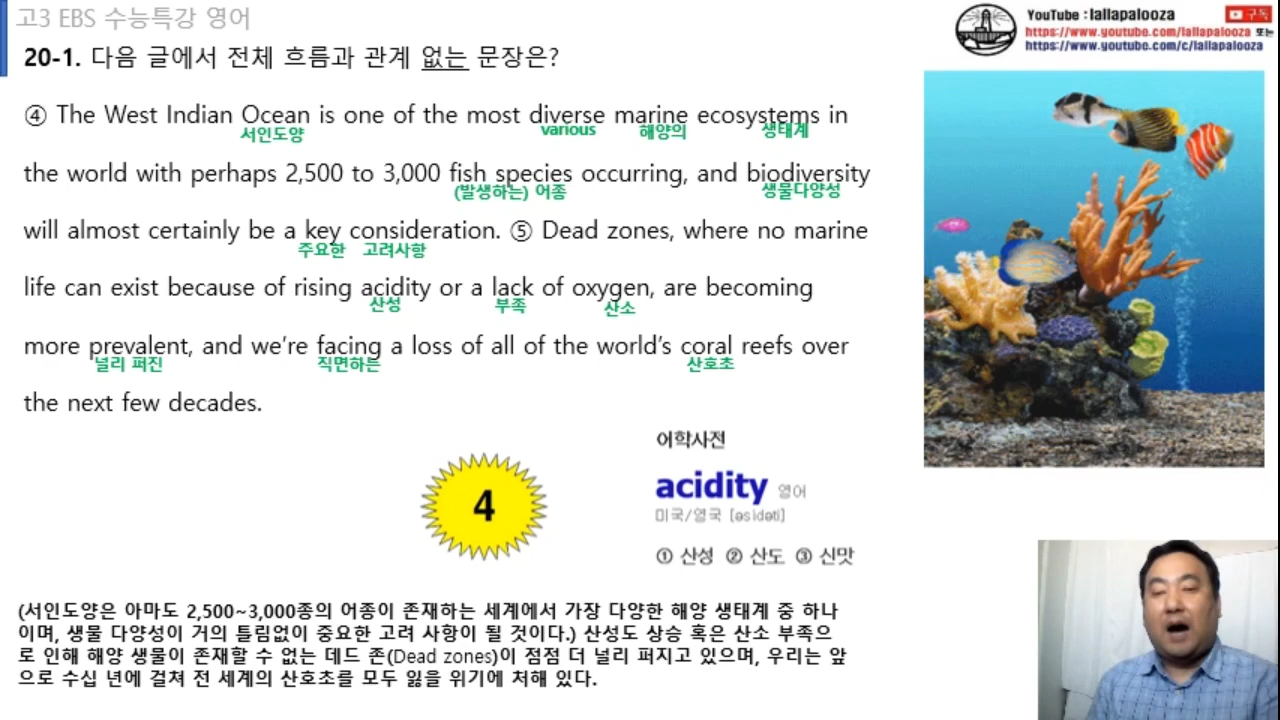 고3 EBS 수능특강 영어
YouTube : lallapalooza
구독
https://www.youtube.com/lallapalooza 또는
https://www.youtube.com/c/lallapalooza
20-1. 다음 글에서 전체 흐름과 관계 없는 문장은?
④ The West Indian Ocean is one of the most diverse marine ecosystems in
서인도양 various 해양의 생태계
the world with perhaps 2,500 to 3,000 fish species occurring, and biodiversity
(발생하는) 어종 생물다양성
will almost certainly be a key consideration. ⑤ Dead zones, where no marine
주요한 고려사항
life can exist because of rising acidity or a lack of oxygen, are becoming
산성 부족 산소
more prevalent, and we're facing a loss of all of the world's coral reefs over
널리 퍼진 직면하는 산호초
the next few decades.
4
어학사전
acidity 영어
미국/영국 [əsídəti]
① 산성 ② 산도 ③ 신맛
(서인도양은 아마도 2,500~3,000종의 어종이 존재하는 세계에서 가장 다양한 해양 생태계 중 하나
이며, 생물 다양성이 거의 틀림없이 중요한 고려 사항이 될 것이다.) 산성도 상승 혹은 산소 부족으
로 인해 해양 생물이 존재할 수 없는 데드 존(Dead zones)이 점점 더 널리 퍼지고 있으며, 우리는 앞
으로 수십 년에 걸쳐 전 세계의 산호초를 모두 잃을 위기에 처해 있다.